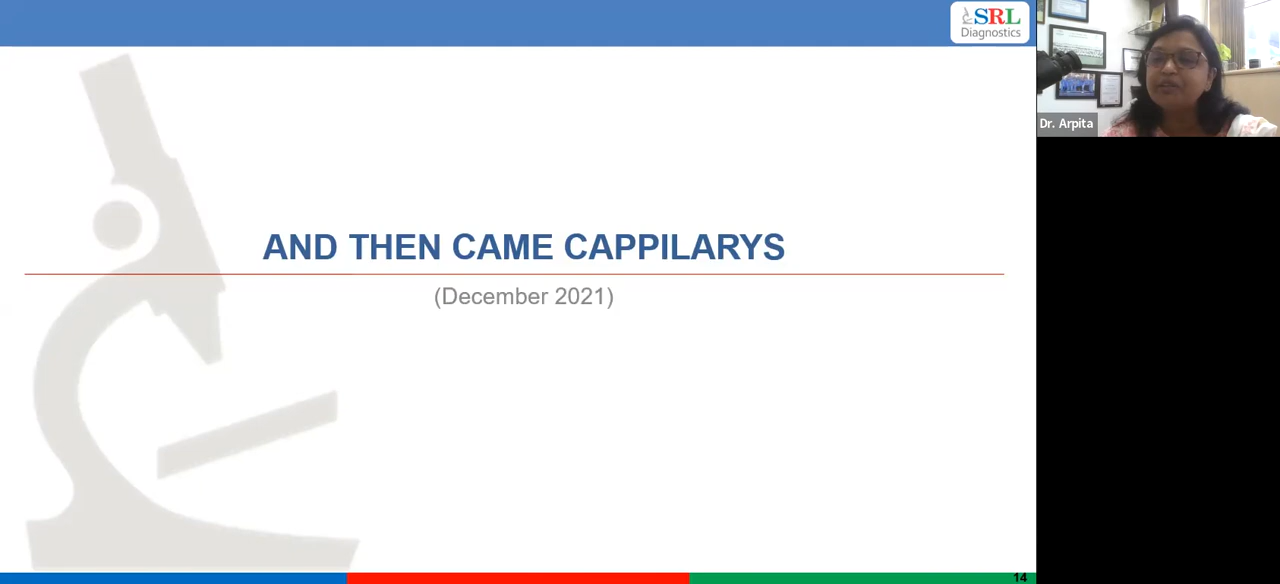 SRL
Diagnostics
AND THEN CAME CAPPILARYS
(December 2021)
Dr. Arpita
14